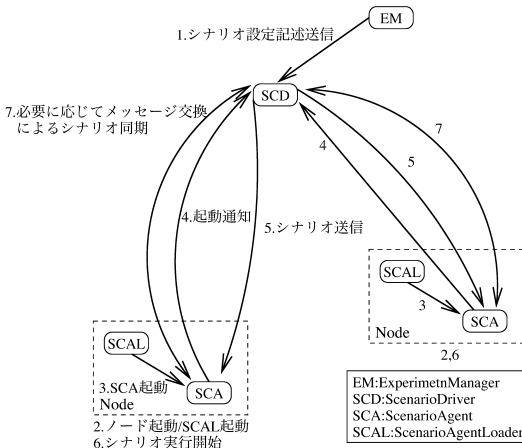 EM
1.シナリオ設定記述送信
SCD
7.必要に応じてメッセージ交換
によるシナリオ同期
7
4
5
4.起動通知
5.シナリオ送信
SCAL
3
SCA
Node
2,6
SCAL
3.SCA起動
SCA
Node
2.ノード起動/SCAL起動
6.シナリオ実行開始
EM:ExperimetnManager
SCD:ScenarioDriver
SCA:ScenarioAgent
SCAL:ScenarioAgentLoader